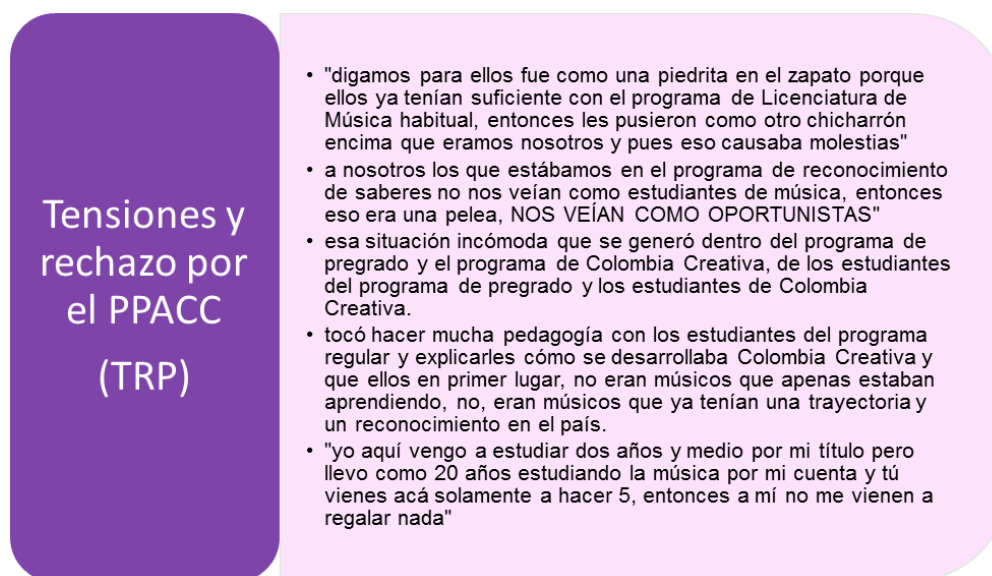 Tensiones y
rechazo por
el PPACC
(TRP)
• "digamos para ellos fue como una piedrita en el zapato porque
ellos ya tenían suficiente con el programa de Licenciatura de
Música habitual, entonces les pusieron como otro chicharrón
encima que eramos nosotros y pues eso causaba molestias"
• a nosotros los que estábamos en el programa de reconocimiento
de saberes no nos veían como estudiantes de música, entonces
eso era una pelea, NOS VEÍAN COMO OPORTUNISTAS"
• esa situación incómoda que se generó dentro del programa de
pregrado y el programa de Colombia Creativa, de los estudiantes
del programa de pregrado y los estudiantes de Colombia
Creativa.
• tocó hacer mucha pedagogía con los estudiantes del programa
regular y explicarles cómo se desarrollaba Colombia Creativa y
que ellos en primer lugar, no eran músicos que apenas estaban
aprendiendo, no, eran músicos que ya tenían una trayectoria y
un reconocimiento en el país.
• "yo aquí vengo a estudiar dos años y medio por mi título pero
llevo como 20 años estudiando la música por mi cuenta y tú
vienes acá solamente a hacer 5, entonces a mí no me vienen a
regalar nada"